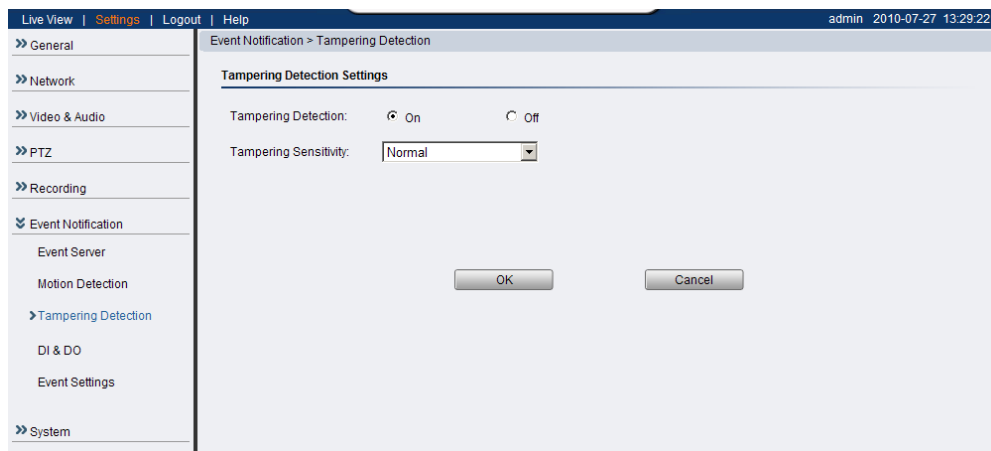 Live View | Settings | Logout | Help admin 2010-07-27 13:29:22
General
Network
Video & Audio
PTZ
Recording
Event Notification
Event Server
Motion Detection
Tampering Detection
DI & DO
Event Settings
System
Event Notification > Tampering Detection
Tampering Detection Settings
Tampering Detection: On Off
Tampering Sensitivity: Normal
OK Cancel